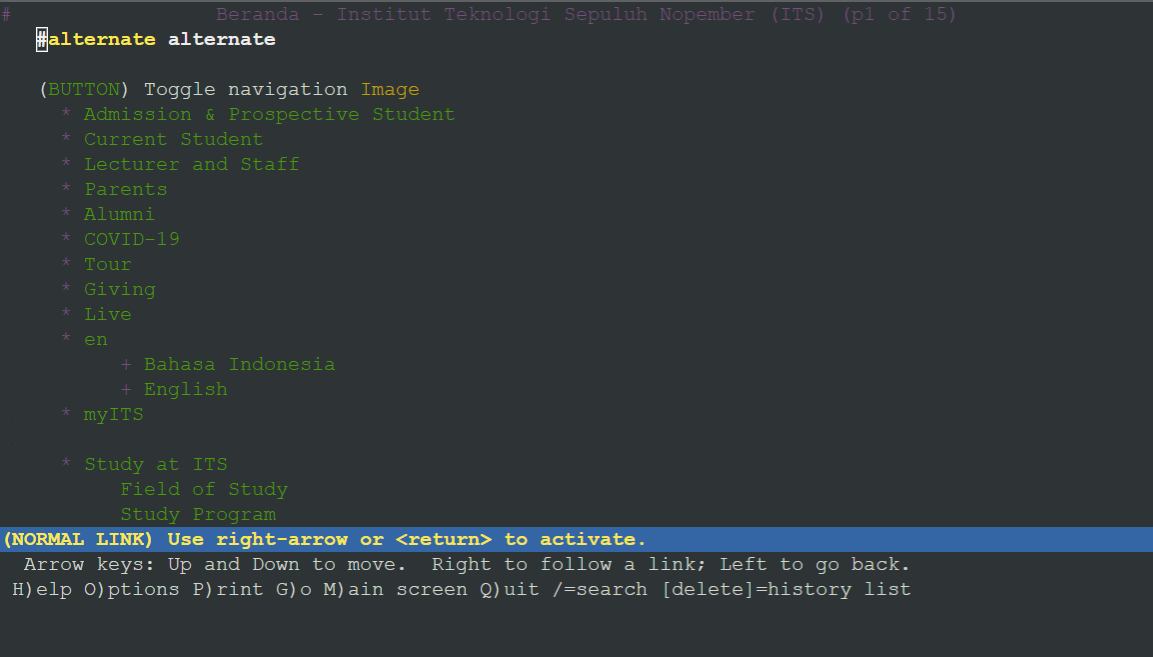 # Beranda - Institut Teknologi Sepuluh Nopember (ITS) (p1 of 15)
#alternate alternate
(BUTTON) Toggle navigation Image
* Admission & Prospective Student
* Current Student
* Lecturer and Staff
* Parents
* Alumni
* COVID-19
* Tour
* Giving
* Live
* en
+ Bahasa Indonesia
+ English
* myITS
* Study at ITS
Field of Study
Study Program
(NORMAL LINK) Use right-arrow or <return> to activate.
Arrow keys: Up and Down to move. Right to follow a link; Left to go back.
H)elp O)ptions P)rint G)o M)ain screen Q)uit /=search [delete]=history list